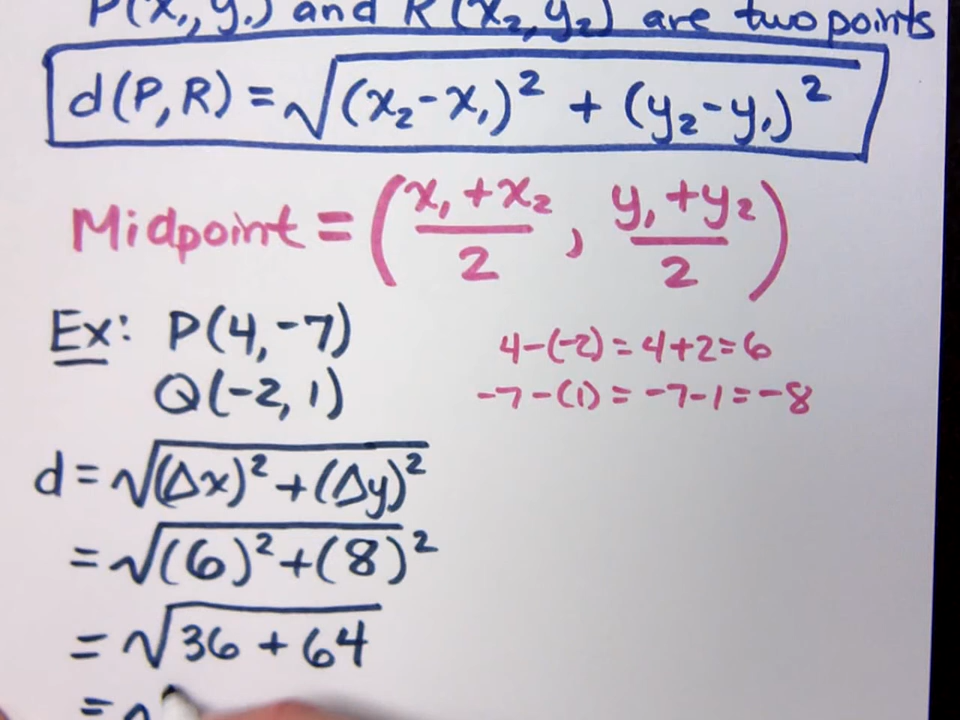 P(x₁, y₁) and R(x₂, y₂) are two points
d(P, R) = √(x₂ - x₁)² + (y₂ - y₁)²
Midpoint = (x₁ + x₂ / 2 , y₁ + y₂ / 2)
Ex: P(4, -7)
Q(-2, 1)
4 - (-2) = 4 + 2 = 6
-7 - (1) = -7 - 1 = -8
d = √(Δx)² + (Δy)²
= √(6)² + (8)²
= √36 + 64
= √